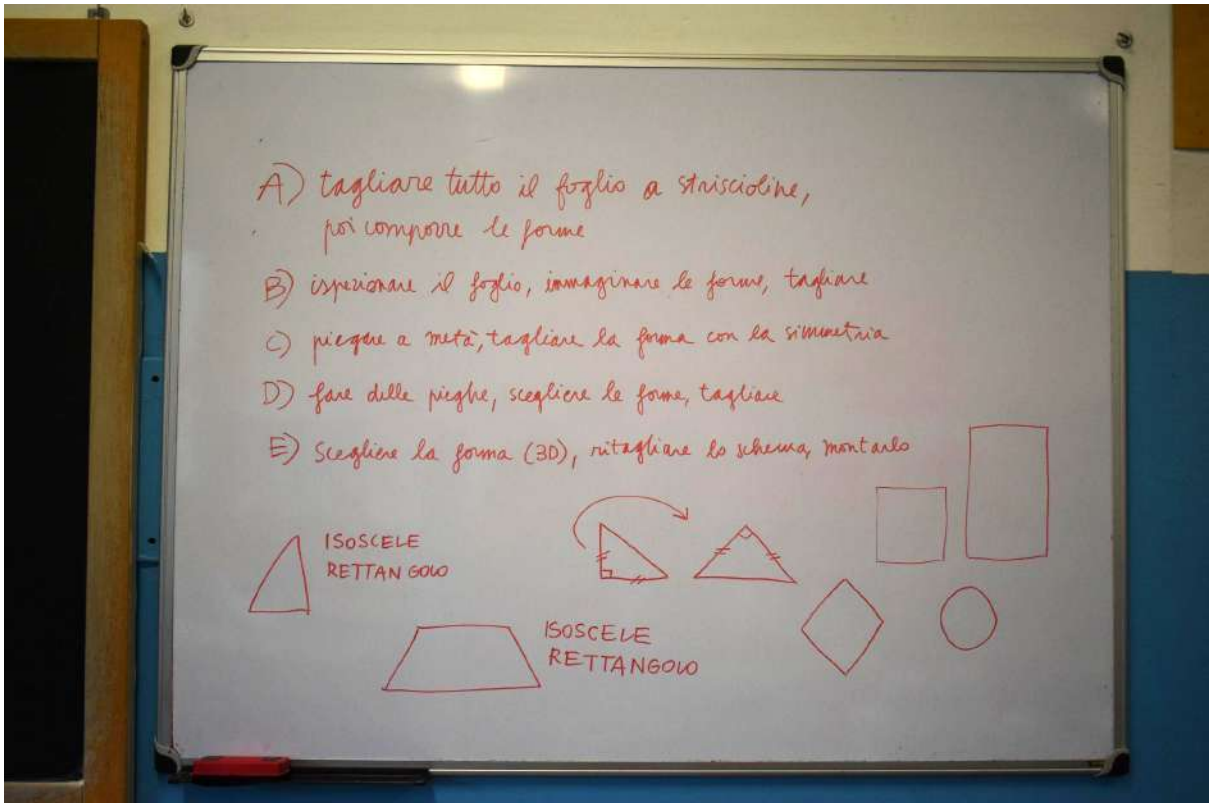 A) tagliare tutto il foglio a striscioline,
poi comporre le forme
B) ispezionare il foglio, immaginare le forme, tagliare
C) piegare a metà, tagliare la forma con la simmetria
D) fare delle pieghe, scegliere le forme, tagliare
E) Scegliere la forma (3D), ritagliare lo schema, montarlo
ISOSCELE
RETTANGOLO
ISOSCELE
RETTANGOLO